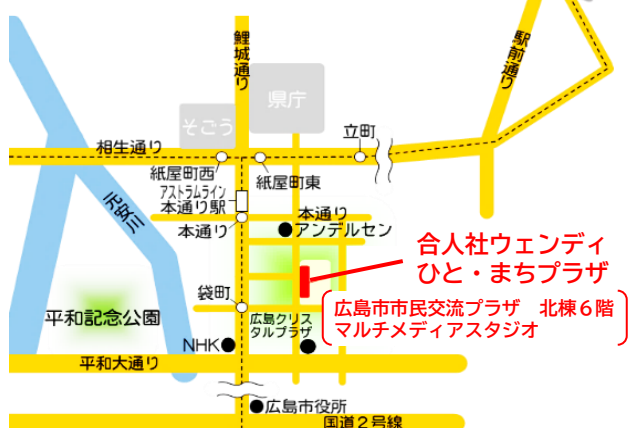 鯉城通り
駅前通り
県庁
そごう
立町
相生通り
紙屋町西
紙屋町東
アストラムライン
本通り駅
本通り
本通り
アンデルセン
元安川
合人社ウェンディ
ひと・まちプラザ
袋町
広島市市民交流プラザ 北棟6階
マルチメディアスタジオ
平和記念公園
広島クリス
タルプラザ
NHK
平和大通り
広島市役所
国道2号線